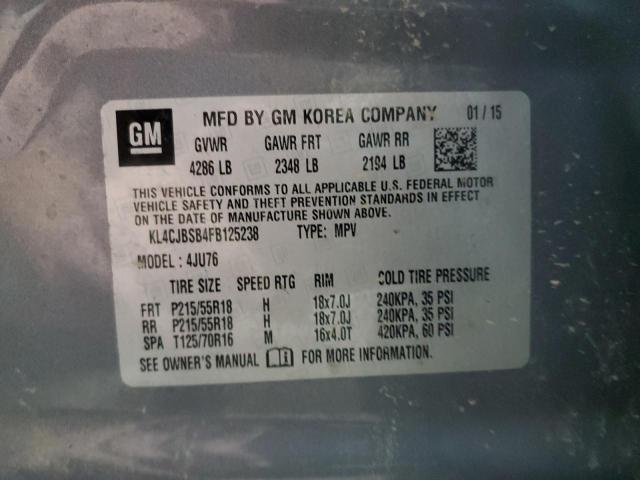 GM
MFD BY GM KOREA COMPANY 01 / 15
GVWR GAWR FRT GAWR RR
4286 LB 2348 LB 2194 LB
THIS VEHICLE CONFORMS TO ALL APPLICABLE U.S. FEDERAL MOTOR
VEHICLE SAFETY AND THEFT PREVENTION STANDARDS IN EFFECT
ON THE DATE OF MANUFACTURE SHOWN ABOVE.
KL4CJBSB4FB125238 TYPE: MPV
MODEL : 4JU76
TIRE SIZE SPEED RTG RIM COLD TIRE PRESSURE
FRT P215/55R18 H 18x7.0J 240KPA, 35 PSI
RR P215/55R18 H 18x7.0J 240KPA, 35 PSI
SPA T125/70R16 M 16x4.0T 420KPA, 60 PSI
SEE OWNER'S MANUAL FOR MORE INFORMATION.